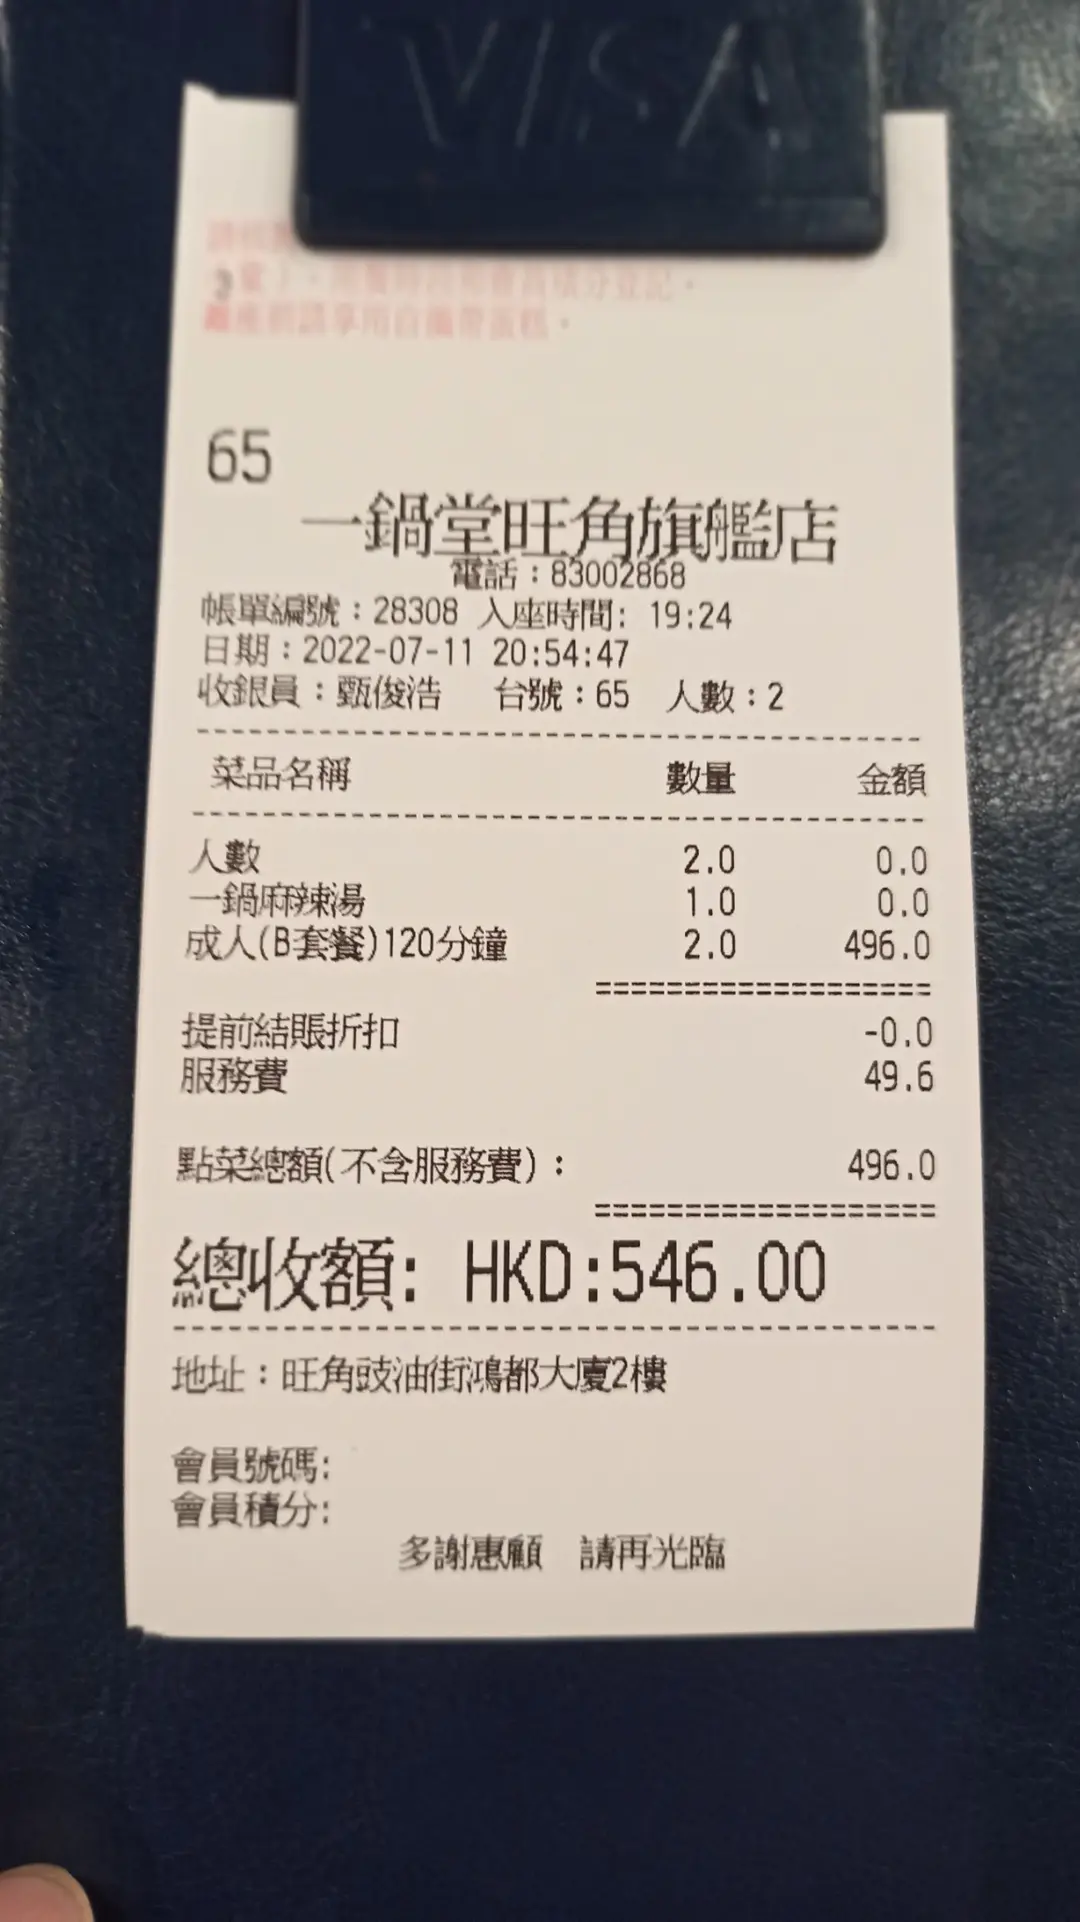 VISA
65
一鍋堂旺角旗艦店
電話：83002868
帳單編號：28308 入座時間: 19:24
日期：2022-07-11 20:54:47
收銀員：甄俊浩 台號：65 人數：2
菜品名稱 數量 金額
人數 2.0 0.0
一鍋麻辣湯 1.0 0.0
成人(B套餐)120分鐘 2.0 496.0
提前結賬折扣 -0.0
服務費 49.6
點菜總額(不含服務費)： 496.0
總收額: HKD:546.00
地址：旺角豉油街鴻都大廈2樓
會員號碼:
會員積分:
多謝惠顧 請再光臨